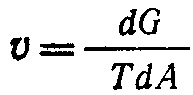 v = dG / TdA